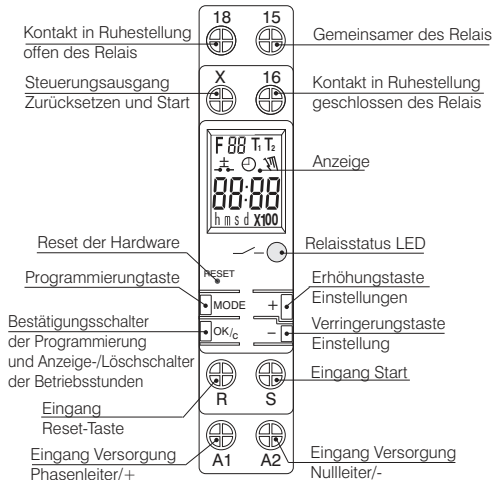 18 15
Kontakt in Ruhestellung
offen des Relais
Gemeinsamer des Relais
X 16
Steuerungsausgang
Zurücksetzen und Start
Kontakt in Ruhestellung
geschlossen des Relais
F 88 T1 T2
88:88
h m s d X100
Anzeige
Reset der Hardware
Relaisstatus LED
RESET
Programmierungtaste
MODE
+
Erhöhungstaste
Einstellungen
Bestätigungsschalter
der Programmierung
und Anzeige-/Löschschalter
der Betriebsstunden
OK/C
-
Verringerungstaste
Einstellung
Eingang Start
R S
Eingang
Reset-Taste
Eingang Versorgung
Phasenleiter/+
A1 A2
Eingang Versorgung
Nullleiter/-